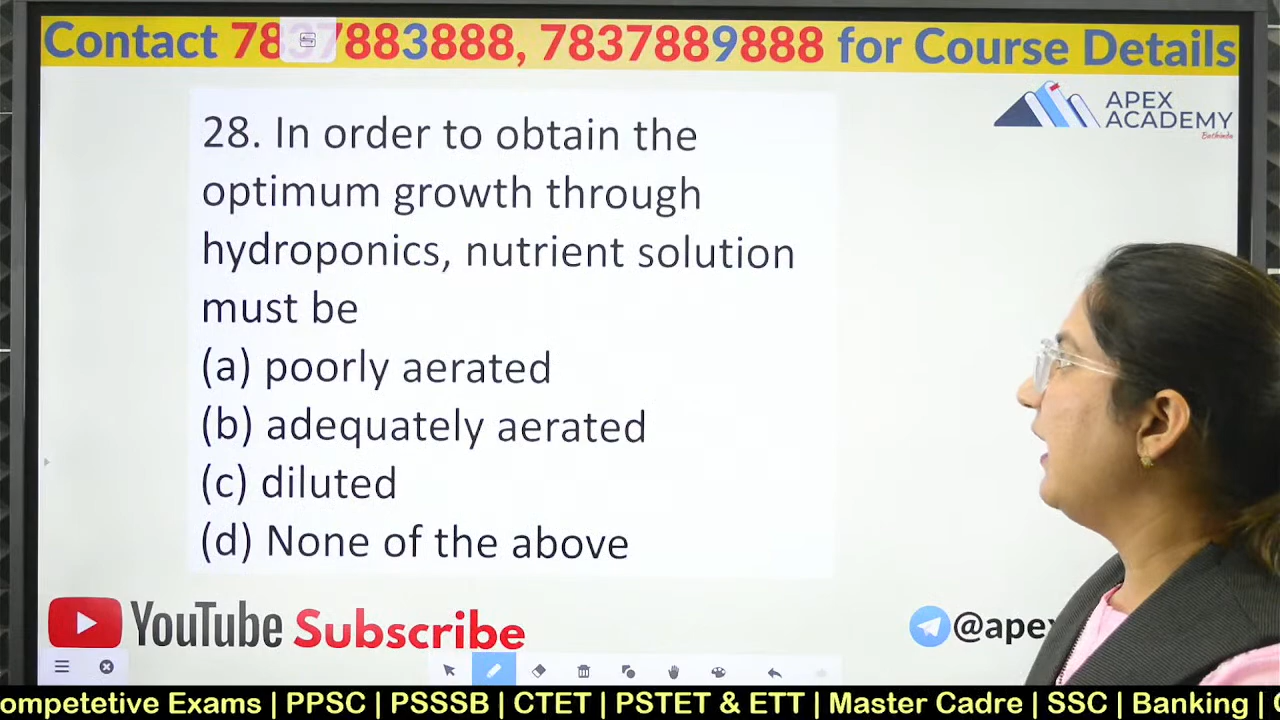 Contact 7837883888, 7837889888 for Course Details
APEX
ACADEMY
Bathinda
28. In order to obtain the
optimum growth through
hydroponics, nutrient solution
must be
(a) poorly aerated
(b) adequately aerated
(c) diluted
(d) None of the above
YouTube Subscribe
@apex
ompetetive Exams | PPSC | PSSSB | CTET | PSTET & ETT | Master Cadre | SSC | Banking |